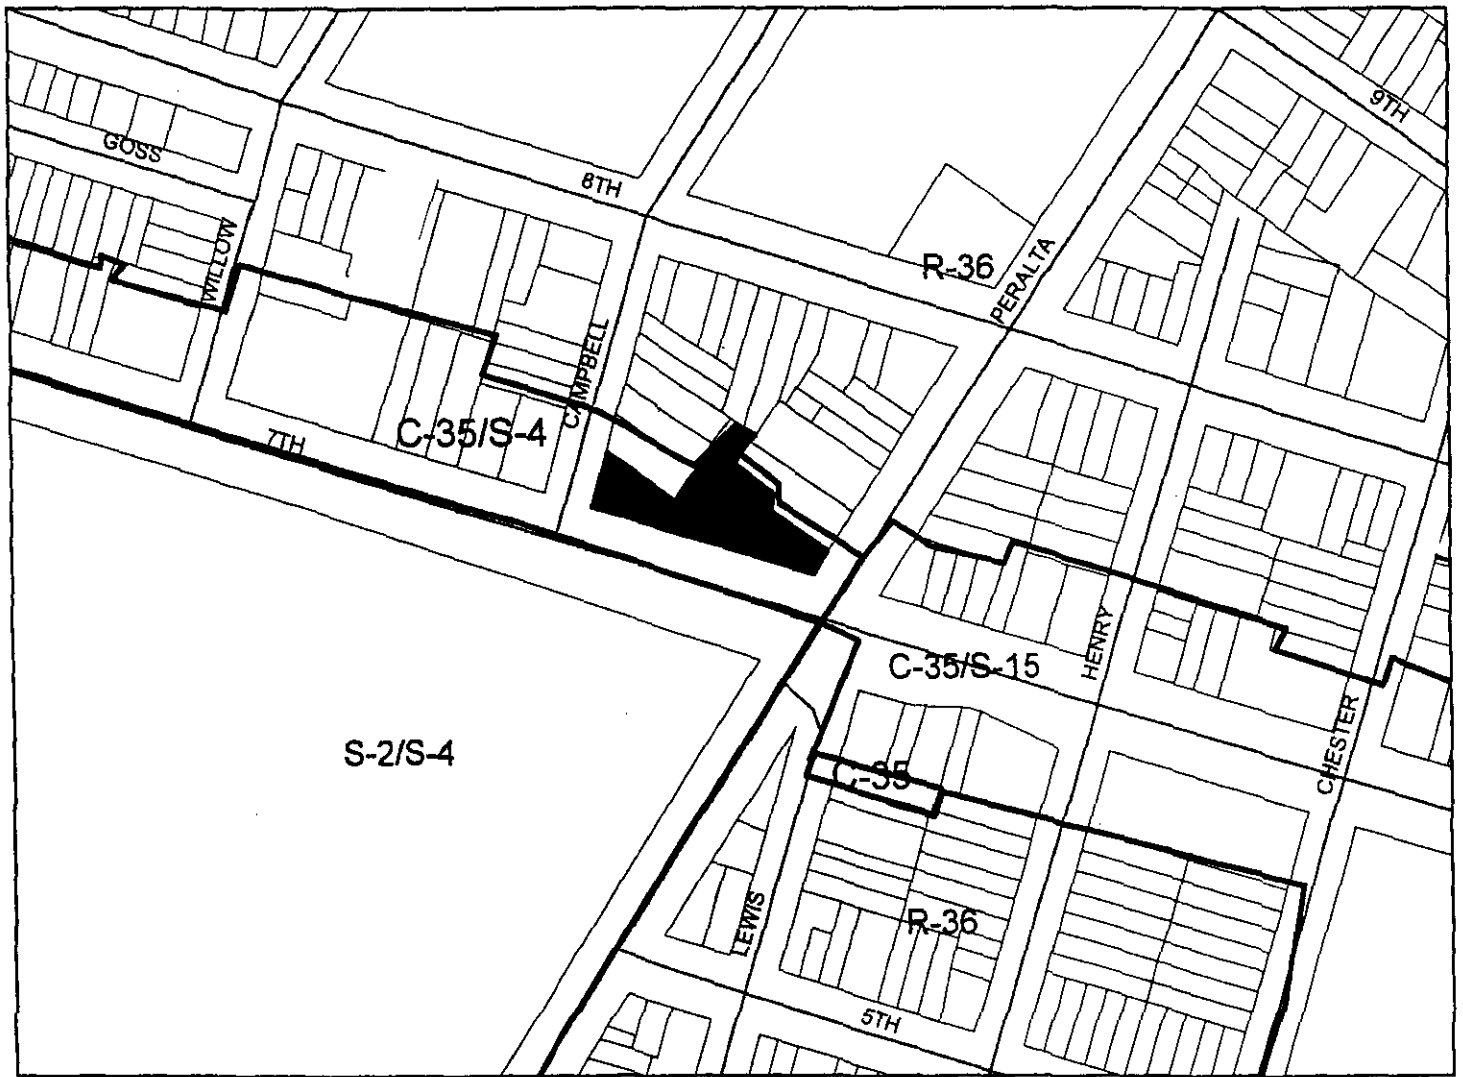 9TH
GOSS
8TH
WILLOW
R-36
PERALTA
CAMPBELL
C-35/S-4
7TH
HENRY
C-35/S-15
CHESTER
S-2/S-4
C-35
LEWIS
R-36
5TH